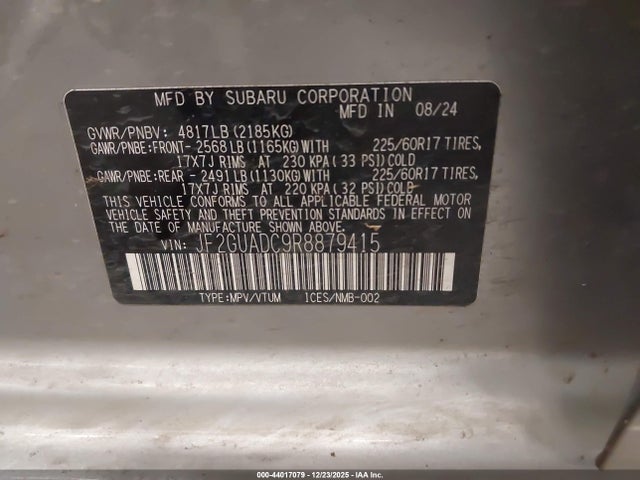 MFD BY SUBARU CORPORATION
MFD IN 08/24
GVWR/PNBV: 4817LB(2185KG)
GAWR/PNBE:FRONT- 2568LB(1165KG)WITH 225/60R17 TIRES,
17X7J RIMS AT 230 KPA(33 PSI)COLD
GAWR/PNBE:REAR - 2491LB(1130KG)WITH 225/60R17 TIRES,
17X7J RIMS AT 220 KPA(32 PSI)COLD
THIS VEHICLE CONFORMS TO ALL APPLICABLE FEDERAL MOTOR
VEHICLE SAFETY AND THEFT PREVENTION STANDARDS IN EFFECT ON
THE DATE OF MANUFACTURE SHOWN ABOVE.
VIN: JF2GUADC9R8879415
TYPE:MPV/VTUM ICES/NMB-002
000-44017079 - 12/23/2025 - IAA Inc.